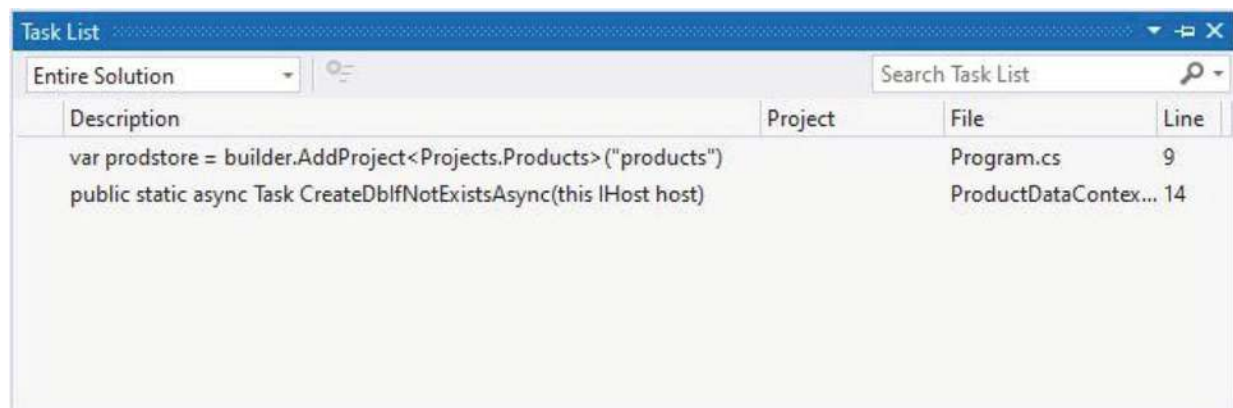 Task List
Entire Solution Search Task List
Description Project File Line
var prodstore = builder.AddProject<Projects.Products>("products") Program.cs 9
public static async Task CreateDbIfNotExistsAsync(this IHost host) ProductDataContex... 14